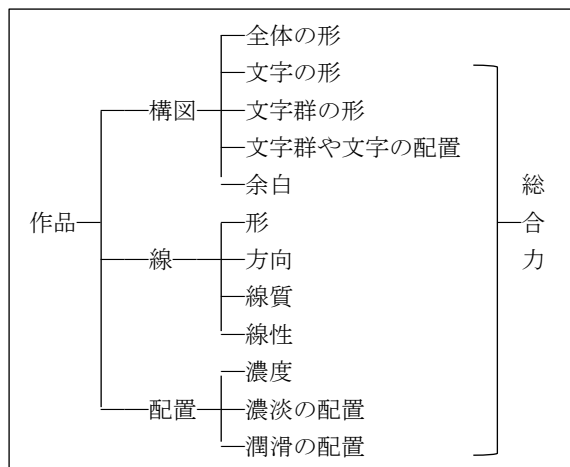 全体の形
文字の形
構図
文字群の形
文字群や文字の配置
余白
作品
形
線
方向
線質
線性
濃度
配置
濃淡の配置
潤滑の配置
総合力